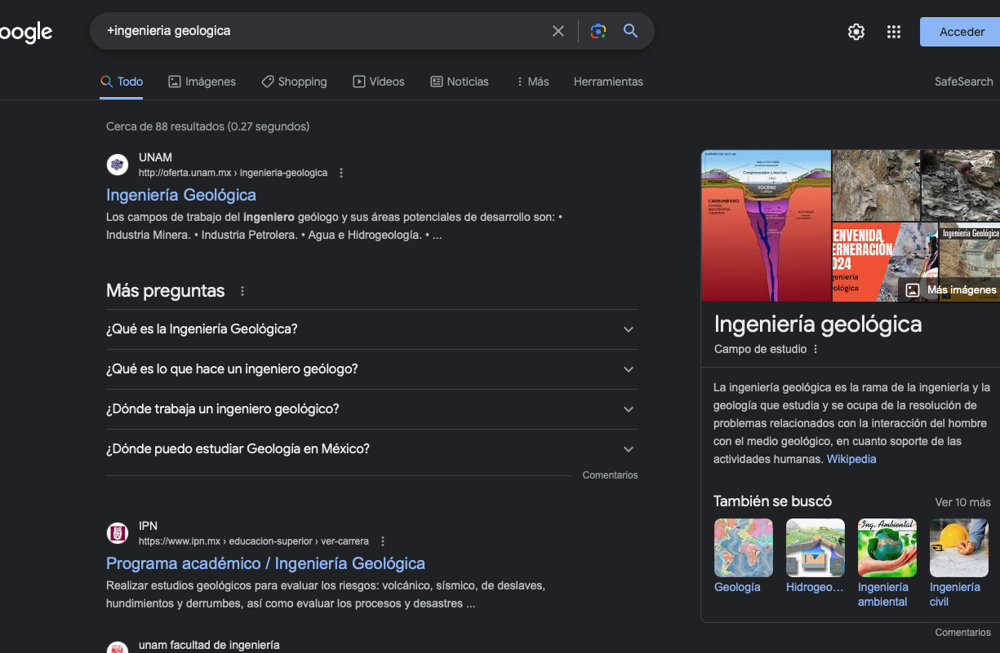 oogle
+ingenieria geologica
Acceder
Todo
Imágenes
Shopping
Vídeos
Noticias
Más
Herramientas
SafeSearch
Cerca de 88 resultados (0.27 segundos)
UNAM
http://oferta.unam.mx › ingenieria-geologica
Ingeniería Geológica
Los campos de trabajo del ingeniero geólogo y sus áreas potenciales de desarrollo son: •
Industria Minera. • Industria Petrolera. • Agua e Hidrogeología. • ...
Más preguntas
¿Qué es la Ingeniería Geológica?
¿Qué es lo que hace un ingeniero geólogo?
¿Dónde trabaja un ingeniero geológico?
¿Dónde puedo estudiar Geología en México?
Comentarios
IPN
https://www.ipn.mx › educacion-superior › ver-carrera
Programa académico / Ingeniería Geológica
Realizar estudios geológicos para evaluar los riesgos: volcánico, sísmico, de deslaves,
hundimientos y derrumbes, así como evaluar los procesos y desastres ...
unam facultad de ingeniería
Conglomerados y brechas
PÉRMICO
EOCENO
CARBONÍFERO
ENVENIDA
ERNERACIÓN
024
geniería
eológica
Ingeniería Geológica
Más imágenes
Ingeniería geológica
Campo de estudio
La ingeniería geológica es la rama de la ingeniería y la
geología que estudia y se ocupa de la resolución de
problemas relacionados con la interacción del hombre
con el medio geológico, en cuanto soporte de las
actividades humanas. Wikipedia
También se buscó
Ver 10 más
Ing. Ambiental
Geología
Hidrogeo...
Ingeniería
ambiental
Ingeniería
civil
Comentarios